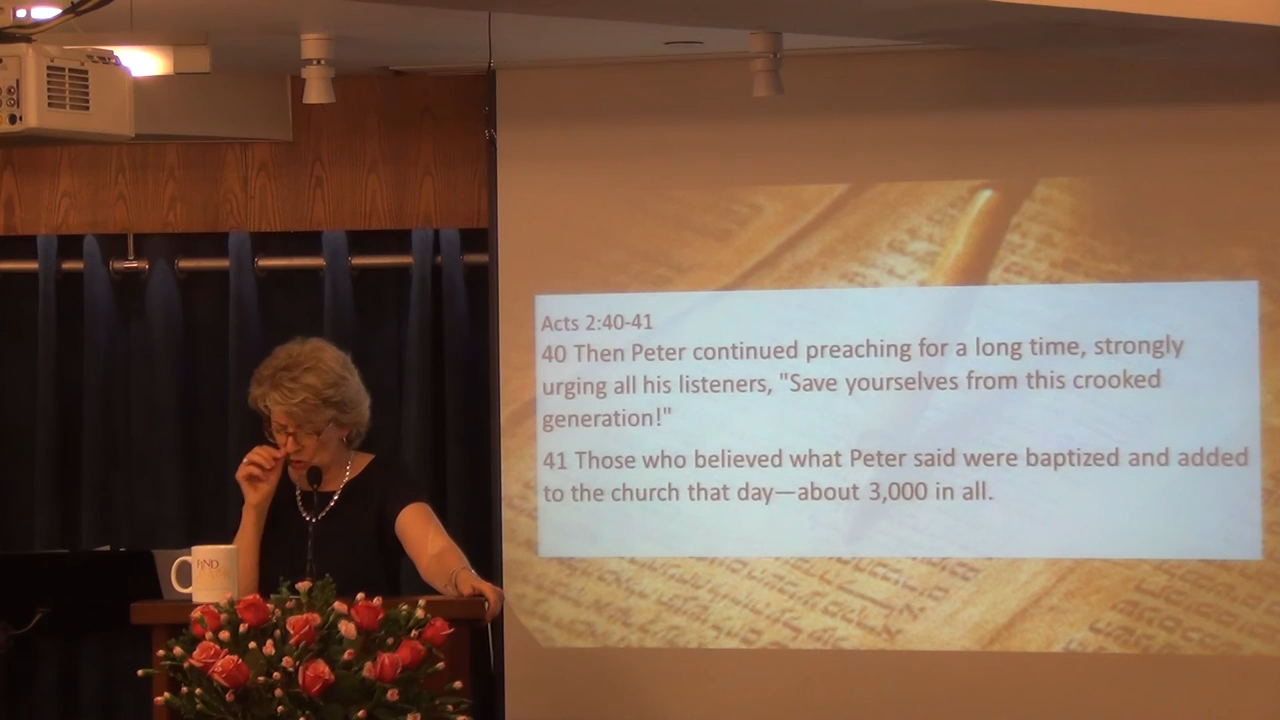 Acts 2:40-41
40 Then Peter continued preaching for a long time, strongly
urging all his listeners, "Save yourselves from this crooked
generation!"
41 Those who believed what Peter said were baptized and added
to the church that day—about 3,000 in all.
FIND